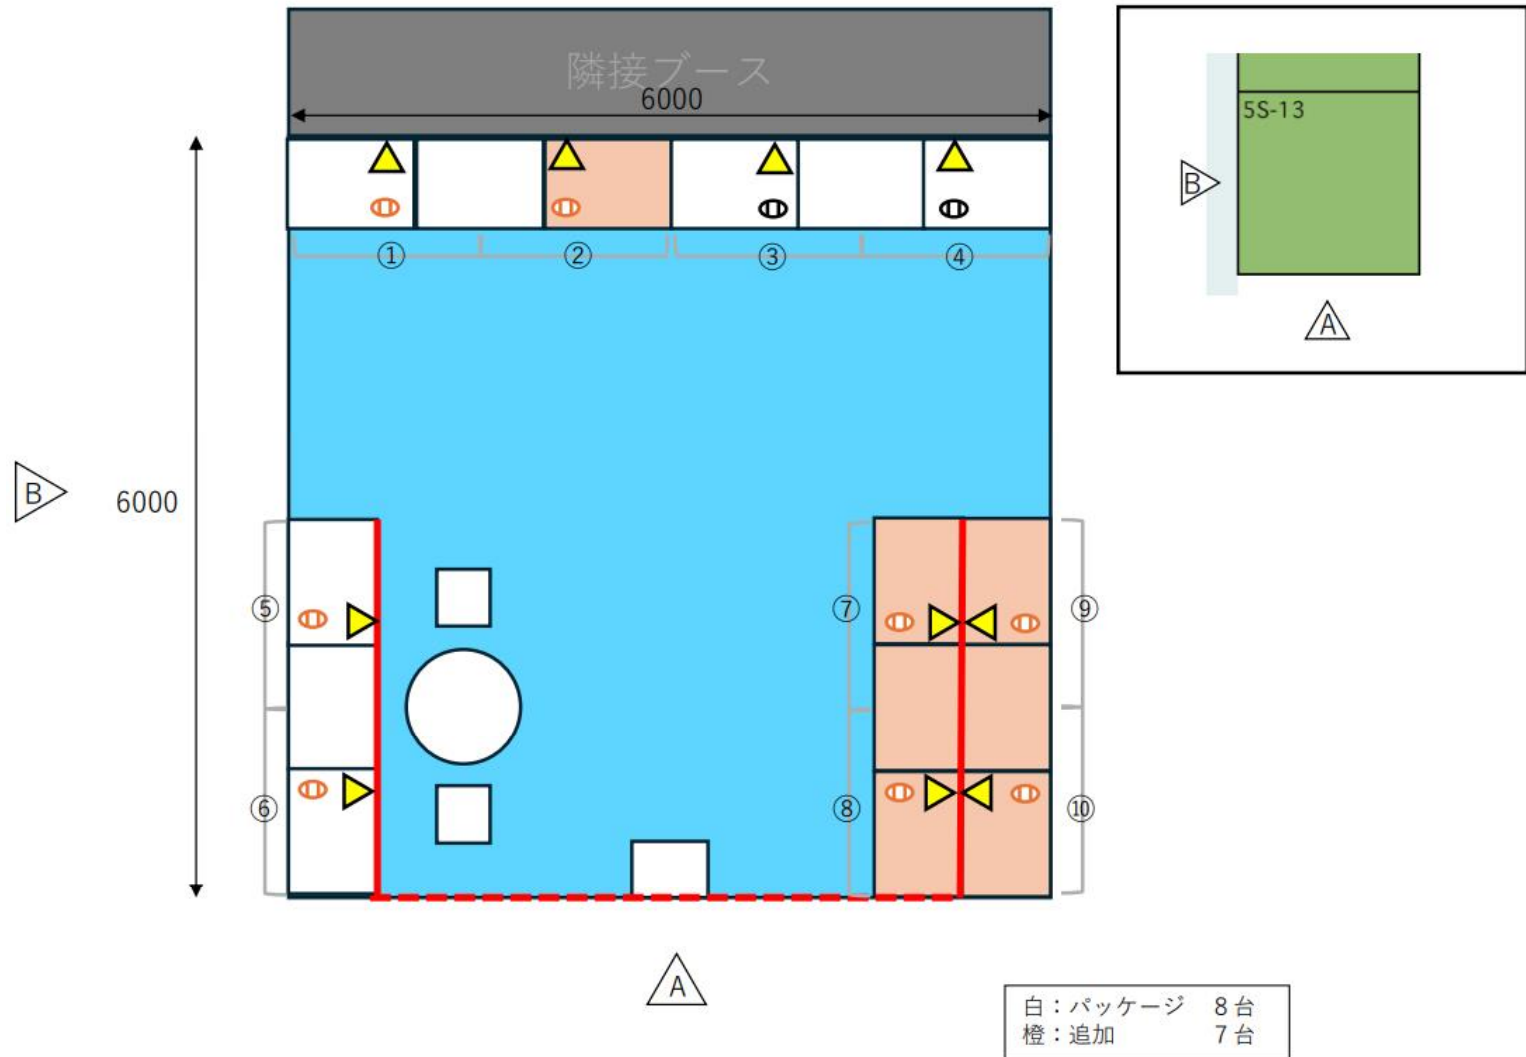 隣接ブース
6000
5S-13
B
A
① ② ③ ④
B
6000
⑤ ⑦ ⑨
⑥ ⑧ ⑩
A
白：パッケージ 8台
橙：追加 7台